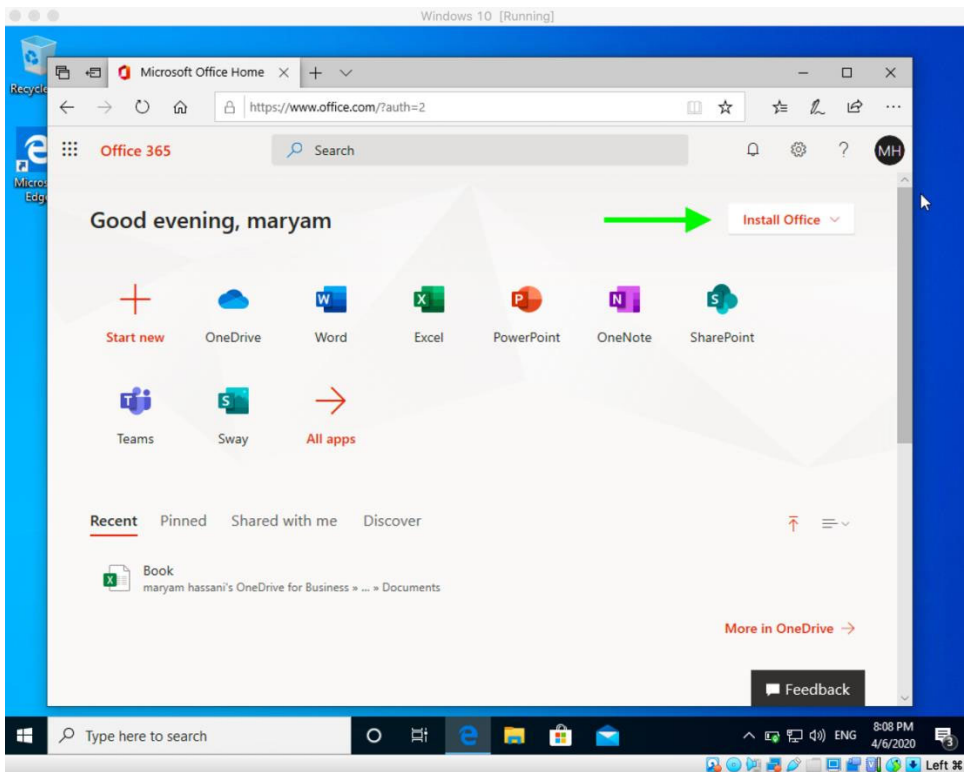 Windows 10 [Running]
Recycle
Microsoft Office Home
https://www.office.com/?auth=2
Office 365
Search
MH
Micros
Edge
Good evening, maryam
Install Office
Start new
OneDrive
Word
Excel
PowerPoint
OneNote
SharePoint
Teams
Sway
All apps
Recent
Pinned
Shared with me
Discover
Book
maryam hassani's OneDrive for Business » ... » Documents
More in OneDrive
Feedback
Type here to search
ENG
8:08 PM
4/6/2020
3
Left ⌘